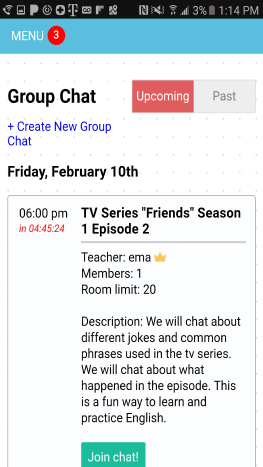 3% 1:14 PM
MENU 3
Group Chat
Upcoming Past
+ Create New Group
Chat
Friday, February 10th
06:00 pm
in 04:45:24
TV Series "Friends" Season
1 Episode 2
Teacher: ema
Members: 1
Room limit: 20
Description: We will chat about
different jokes and common
phrases used in the tv series.
We will chat about what
happened in the episode. This
is a fun way to learn and
practice English.
Join chat!